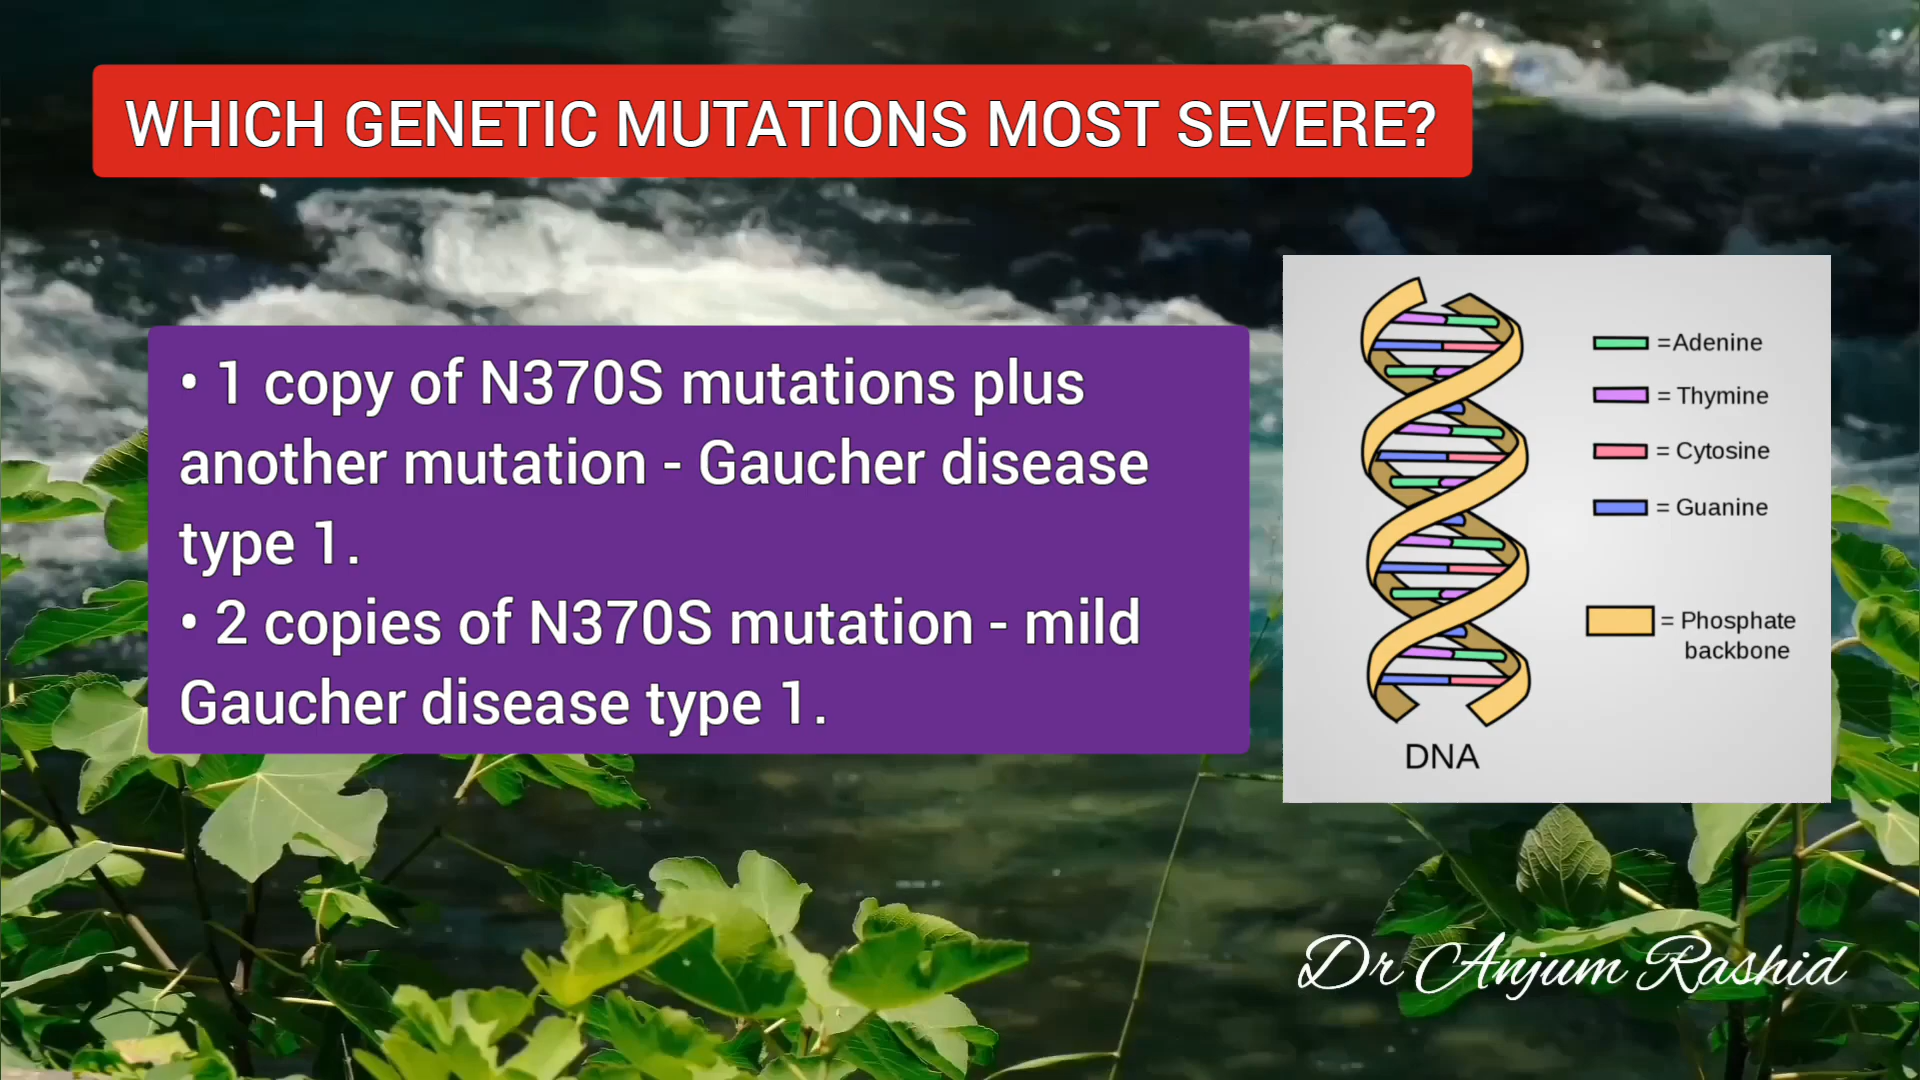 WHICH GENETIC MUTATIONS MOST SEVERE?
• 1 copy of N370S mutations plus
another mutation - Gaucher disease
type 1.
• 2 copies of N370S mutation - mild
Gaucher disease type 1.
=Adenine
= Thymine
= Cytosine
= Guanine
= Phosphate
backbone
DNA
Dr Anjum Rashid